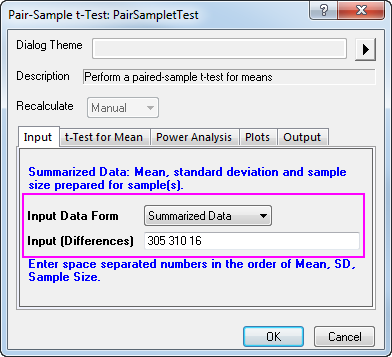 Pair-Sample t-Test: PairSampletTest
Dialog Theme
Description Perform a paired-sample t-test for means
Recalculate Manual
Input t-Test for Mean Power Analysis Plots Output
Summarized Data: Mean, standard deviation and sample
size prepared for sample(s).
Input Data Form Summarized Data
Input (Differences) 305 310 16
Enter space separated numbers in the order of Mean, SD,
Sample Size.
OK Cancel